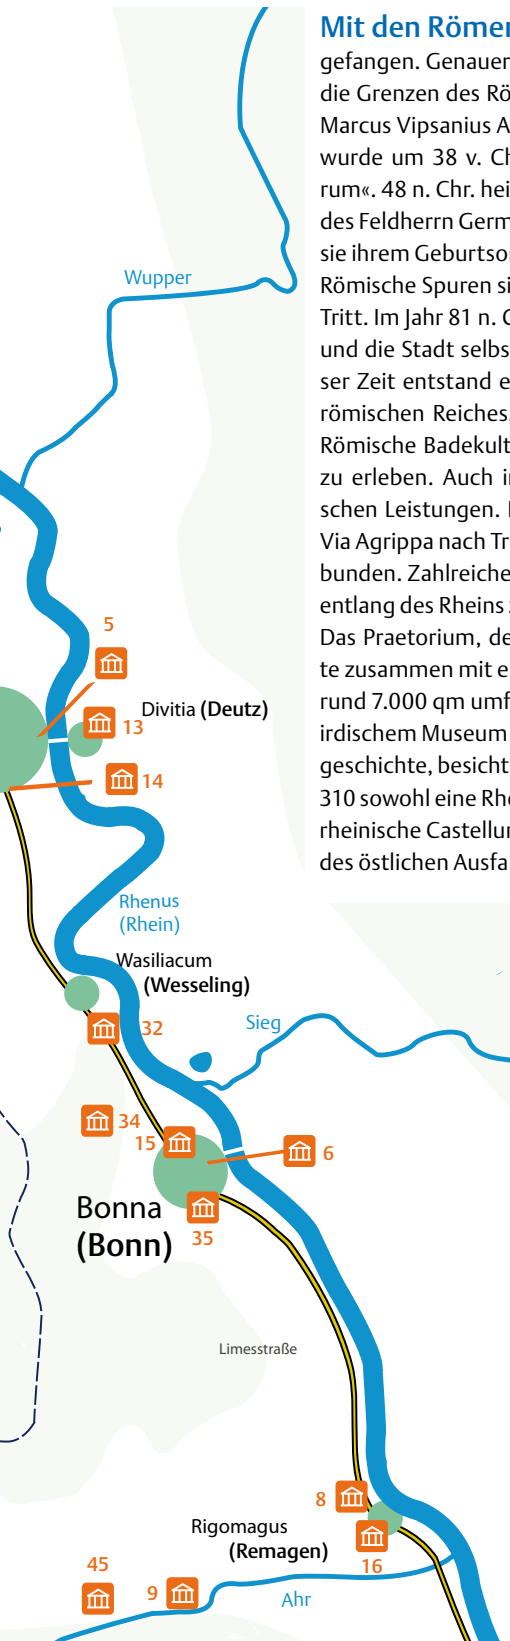 Mit den Römer
gefangen. Genauer
die Grenzen des Rö
Marcus Vipsanius A
wurde um 38 v. Ch
rum«. 48 n. Chr. hei
des Feldherrn Germ
sie ihrem Geburtsor
Römische Spuren si
Tritt. Im Jahr 81 n. C
und die Stadt selbs
ser Zeit entstand e
römischen Reiches,
Römische Badekult
zu erleben. Auch i
schen Leistungen.
Via Agrippa nach Tr
bunden. Zahlreiche
entlang des Rheins
Das Praetorium, de
te zusammen mit e
rund 7.000 qm umf
irdischem Museum
geschichte, besicht
310 sowohl eine Rhe
rheinische Castellu
des östlichen Ausfa
Wupper
5
Divitia (Deutz)
13
14
Rhenus
(Rhein)
Wasiliacum
(Wesseling)
Sieg
32
34
15
6
Bonna
(Bonn)
35
Limesstraße
8
Rigomagus
(Remagen)
16
45
9
Ahr